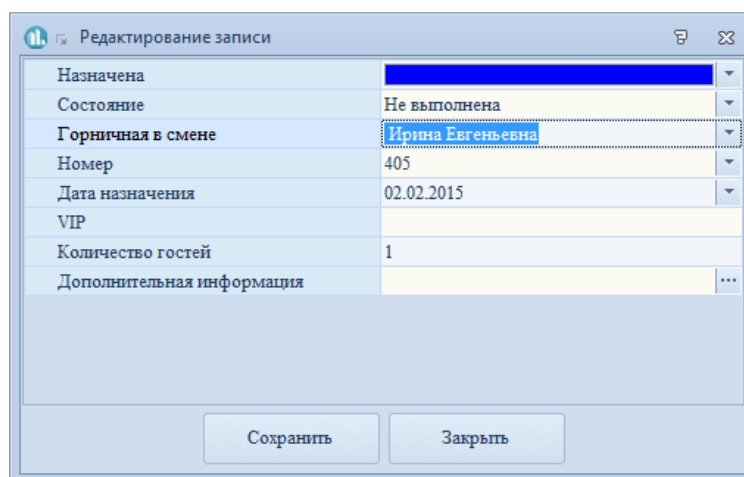 Редактирование записи
Назначена
Состояние Не выполнена
Горничная в смене Ирина Евгеньевна
Номер 405
Дата назначения 02.02.2015
VIP
Количество гостей 1
Дополнительная информация ...
Сохранить Закрыть